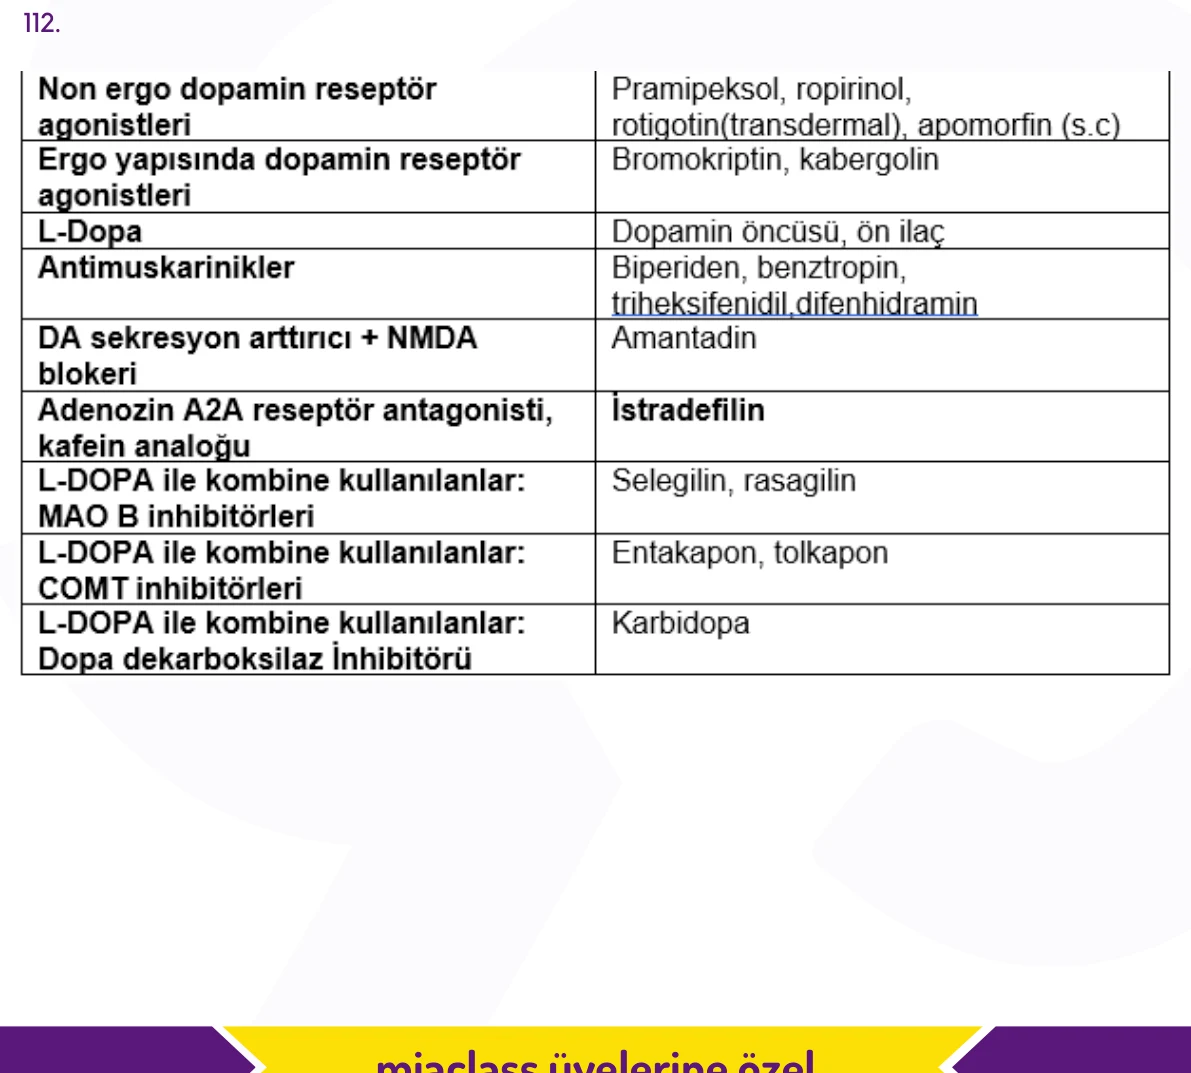 112.
Non ergo dopamin reseptör
agonistleri
Pramipeksol, ropirinol,
rotigotin(transdermal), apomorfin (s.c)
Ergo yapısında dopamin reseptör
agonistleri
Bromokriptin, kabergolin
L-Dopa
Dopamin öncüsü, ön ilaç
Antimuskarinikler
Biperiden, benztropin,
triheksifenidil,difenhidramin
DA sekresyon arttırıcı + NMDA
blokeri
Amantadin
Adenozin A2A reseptör antagonisti,
kafein analoğu
İstradefilin
L-DOPA ile kombine kullanılanlar:
MAO B inhibitörleri
Selegilin, rasagilin
L-DOPA ile kombine kullanılanlar:
COMT inhibitörleri
Entakapon, tolkapon
L-DOPA ile kombine kullanılanlar:
Dopa dekarboksilaz İnhibitörü
Karbidopa
miaclass üyelerine özel